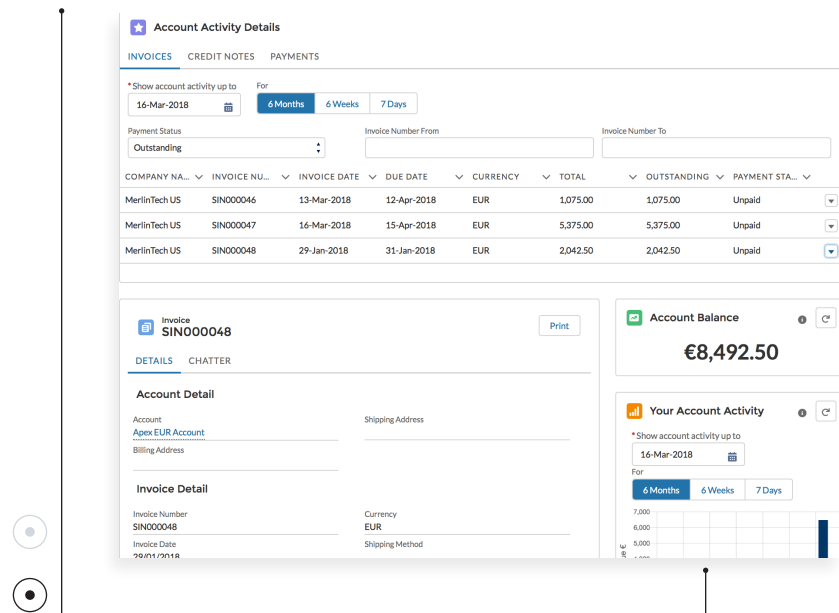 Account Activity Details
INVOICES CREDIT NOTES PAYMENTS
*Show account activity up to For
16-Mar-2018 6 Months 6 Weeks 7 Days
Payment Status Invoice Number From Invoice Number To
Outstanding
COMPANY NA... INVOICE NU... INVOICE DATE DUE DATE CURRENCY TOTAL OUTSTANDING PAYMENT STA...
MerlinTech US SIN000046 13-Mar-2018 12-Apr-2018 EUR 1,075.00 1,075.00 Unpaid
MerlinTech US SIN000047 16-Mar-2018 15-Apr-2018 EUR 5,375.00 5,375.00 Unpaid
MerlinTech US SIN000048 29-Jan-2018 31-Jan-2018 EUR 2,042.50 2,042.50 Unpaid
Invoice
SIN000048
Print
DETAILS CHATTER
Account Detail
Account Shipping Address
Apex EUR Account
Billing Address
Invoice Detail
Invoice Number Currency
SIN000048 EUR
Invoice Date Shipping Method
29/01/2018
Account Balance
€8,492.50
Your Account Activity
*Show account activity up to
16-Mar-2018
For
6 Months 6 Weeks 7 Days
7,000
6,000
5,000